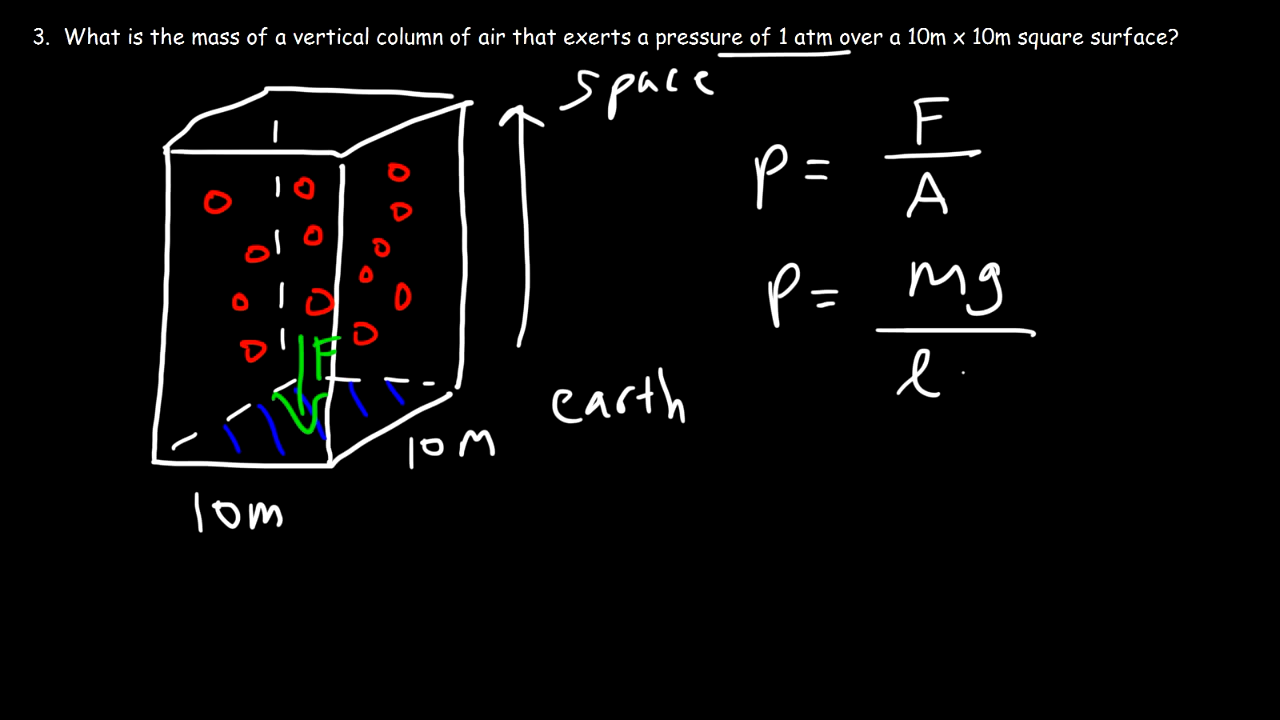 3. What is the mass of a vertical column of air that exerts a pressure of 1 atm over a 10m x 10m square surface?
space
P = F
A
P = mg
l ·
F
earth
10m
10m